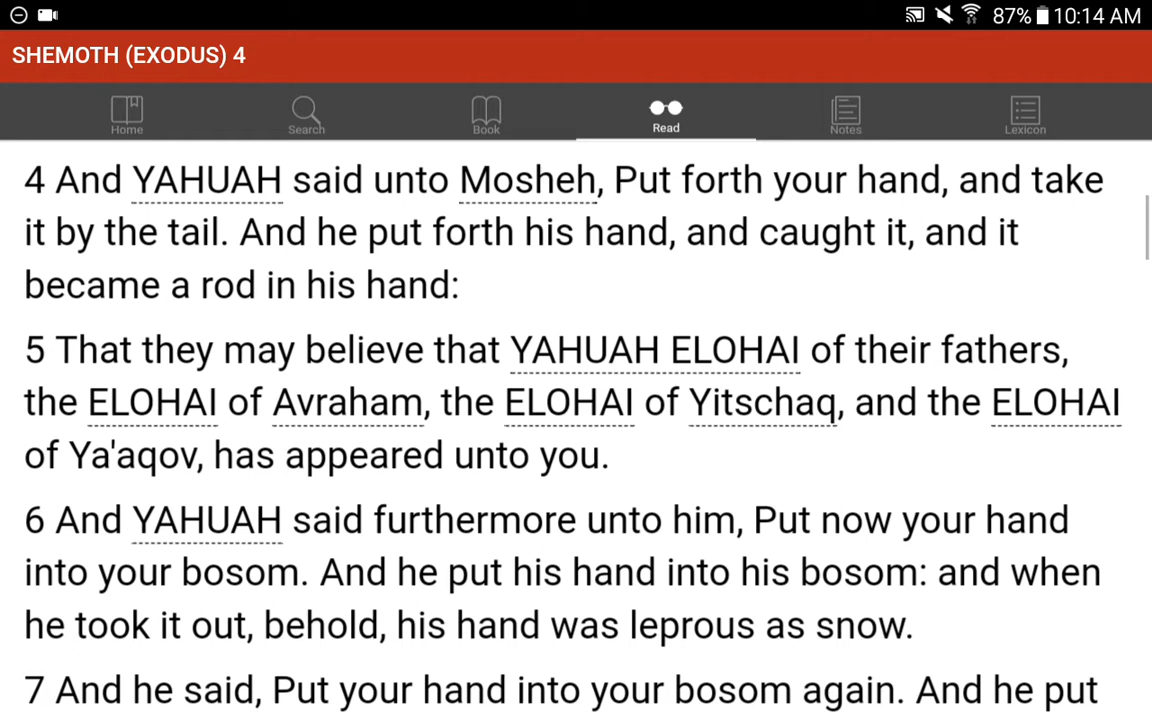 87% 10:14 AM
SHEMOTH (EXODUS) 4
Home Search Book Read Notes Lexicon
4 And YAHUAH said unto Mosheh, Put forth your hand, and take
it by the tail. And he put forth his hand, and caught it, and it
became a rod in his hand:
5 That they may believe that YAHUAH ELOHAI of their fathers,
the ELOHAI of Avraham, the ELOHAI of Yitschaq, and the ELOHAI
of Ya'aqov, has appeared unto you.
6 And YAHUAH said furthermore unto him, Put now your hand
into your bosom. And he put his hand into his bosom: and when
he took it out, behold, his hand was leprous as snow.
7 And he said, Put your hand into your bosom again. And he put